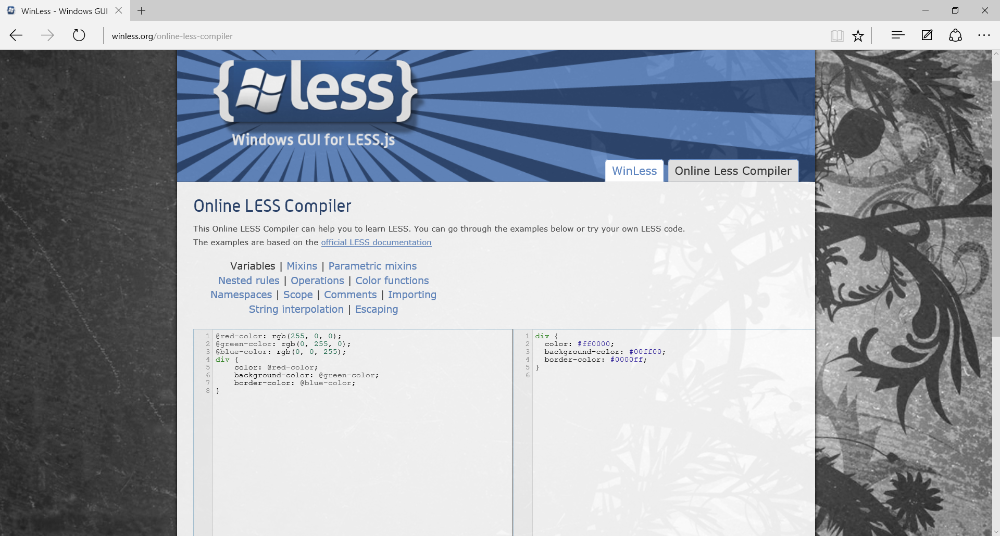 WinLess - Windows GUI
winless.org/online-less-compiler
{less}
Windows GUI for LESS.js
WinLess
Online Less Compiler
Online LESS Compiler
This Online LESS Compiler can help you to learn LESS. You can go through the examples below or try your own LESS code.
The examples are based on the official LESS documentation
Variables | Mixins | Parametric mixins
Nested rules | Operations | Color functions
Namespaces | Scope | Comments | Importing
String interpolation | Escaping
1 @red-color: rgb(255, 0, 0);
2 @green-color: rgb(0, 255, 0);
3 @blue-color: rgb(0, 0, 255);
4 div {
5     color: @red-color;
6     background-color: @green-color;
7     border-color: @blue-color;
8 }
1 div {
2   color: #ff0000;
3   background-color: #00ff00;
4   border-color: #0000ff;
5 }
6